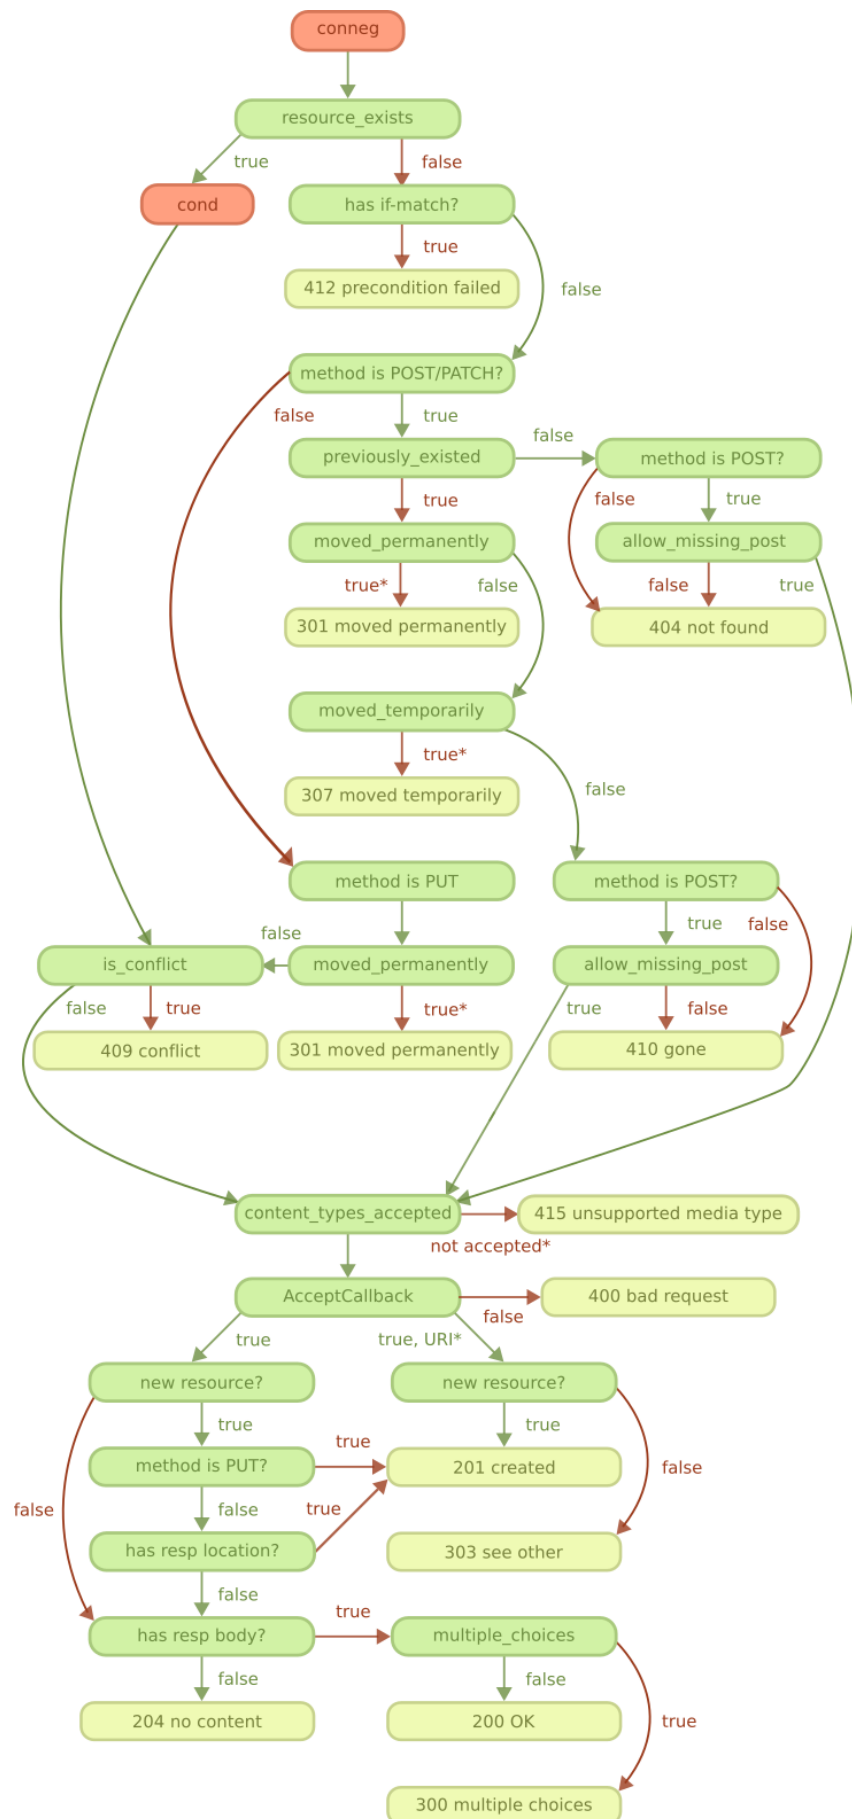 conneg
resource_exists
true
false
cond
has if-match?
true
412 precondition failed
false
method is POST/PATCH?
false
true
previously_existed
false
method is POST?
true
false
true
moved_permanently
allow_missing_post
true*
false
false
true
301 moved permanently
404 not found
moved_temporarily
true*
307 moved temporarily
false
method is PUT
method is POST?
false
true
false
is_conflict
moved_permanently
allow_missing_post
false
true
true*
true
false
409 conflict
301 moved permanently
410 gone
content_types_accepted
415 unsupported media type
not accepted*
AcceptCallback
400 bad request
false
true
true, URI*
new resource?
new resource?
true
true
true
method is PUT?
201 created
false
false
false
true
has resp location?
303 see other
false
true
has resp body?
multiple_choices
false
false
204 no content
200 OK
true
300 multiple choices